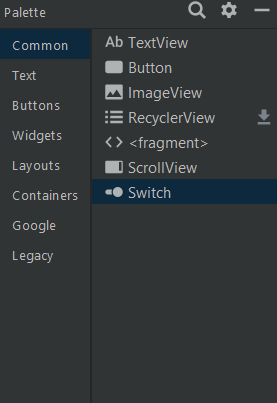 Palette
Common
Text
Buttons
Widgets
Layouts
Containers
Google
Legacy
Ab TextView
Button
ImageView
RecyclerView
<fragment>
ScrollView
Switch